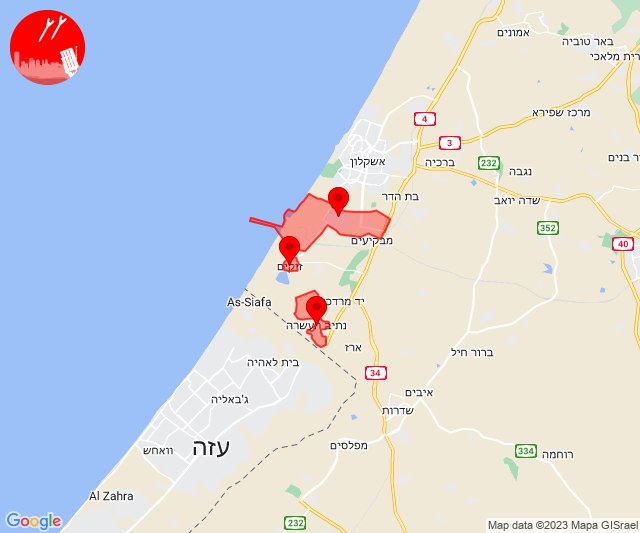 אמונים
באר טוביה
רית מלאכי
4
מרכז שפירא
3
אשקלון
ברכיה
232
נגבה
ר בנים
בת הדר
שדה יואב
352
מבקיעים
40
זיקים
As-Siafa
יד מרדכי
נתיב העשרה
ארז
ברור חיל
בית לאהיה
34
ג'באליה
איבים
שדרות
עזה
וואחש
מפלסים
334
רוחמה
Al Zahra
232
Google
Map data ©2023 Mapa GISrael